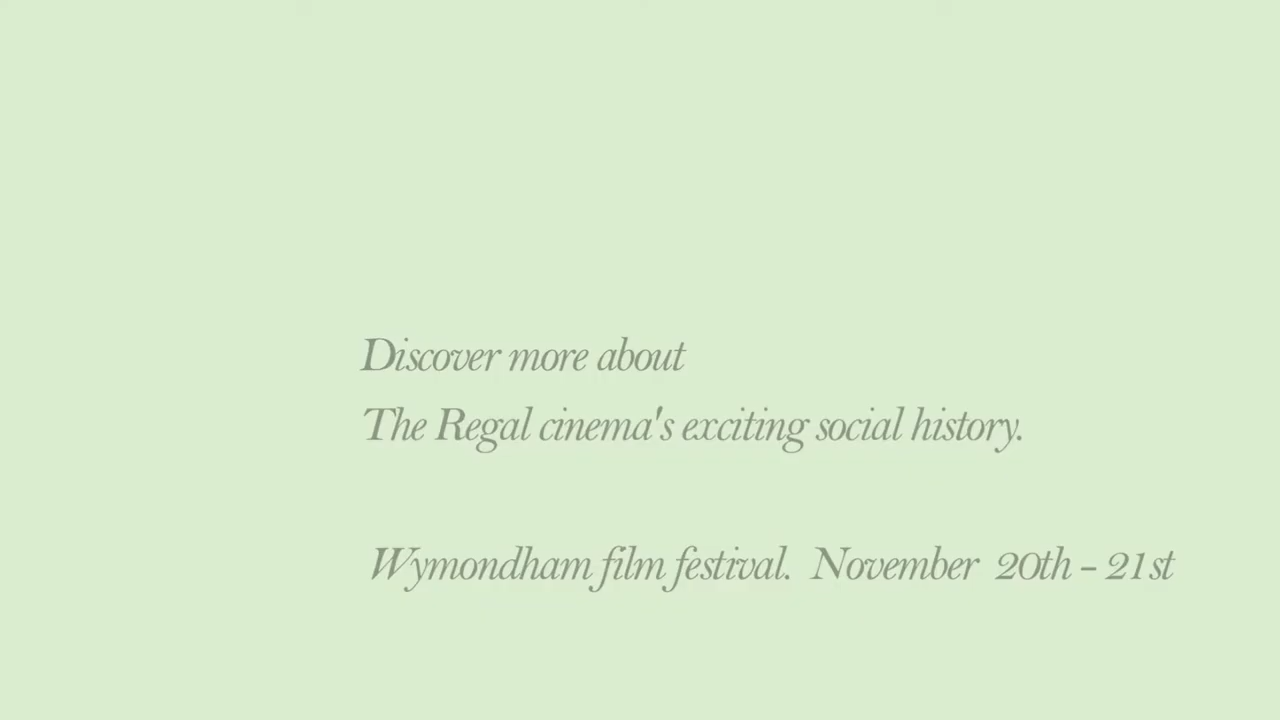 Discover more about
The Regal cinema's exciting social history.
Wymondham film festival. November 20th - 21st